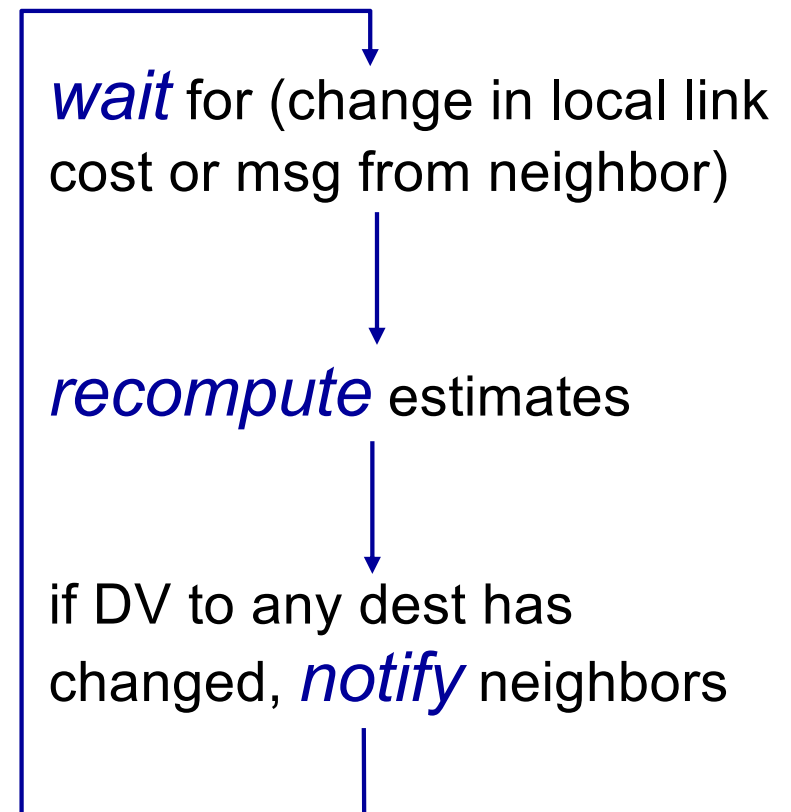 wait for (change in local link
cost or msg from neighbor)
recompute estimates
if DV to any dest has
changed, notify neighbors